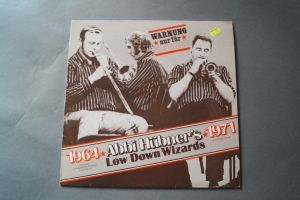 WARNUNG
nur für
1964 ★ Abbi Hübner's ★ 1971
Low Down Wizards